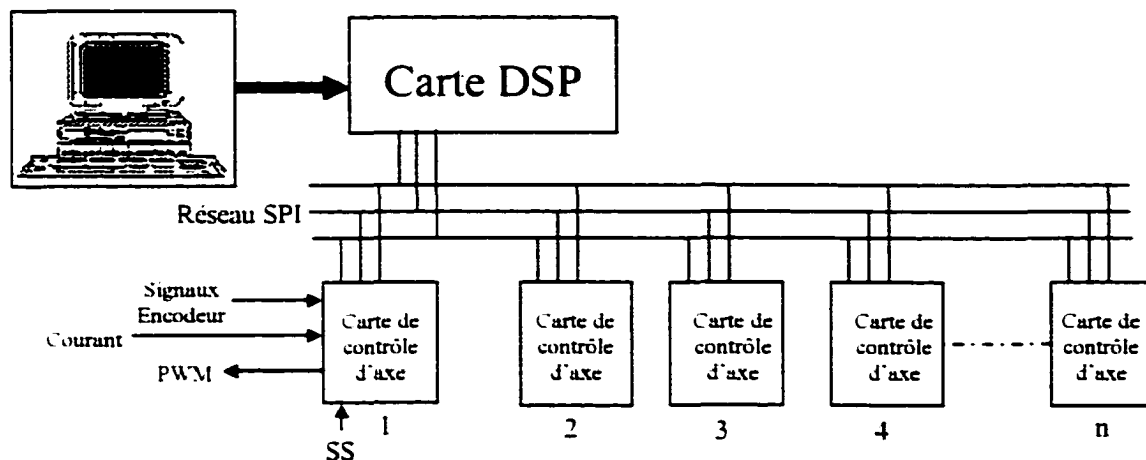 Carte DSP
Réseau SPI
Signaux
Encodeur
Courant
PWM
SS
Carte de
contrôle
d'axe
1
Carte de
contrôle
d'axe
2
Carte de
contrôle
d'axe
3
Carte de
contrôle
d'axe
4
Carte de
contrôle
d'axe
n